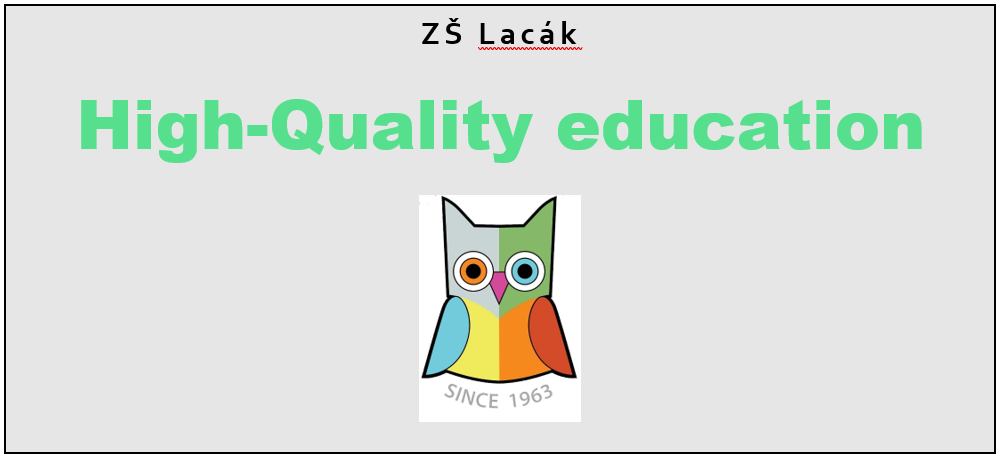 ZŠ Lacák
High-Quality education
SINCE 1963